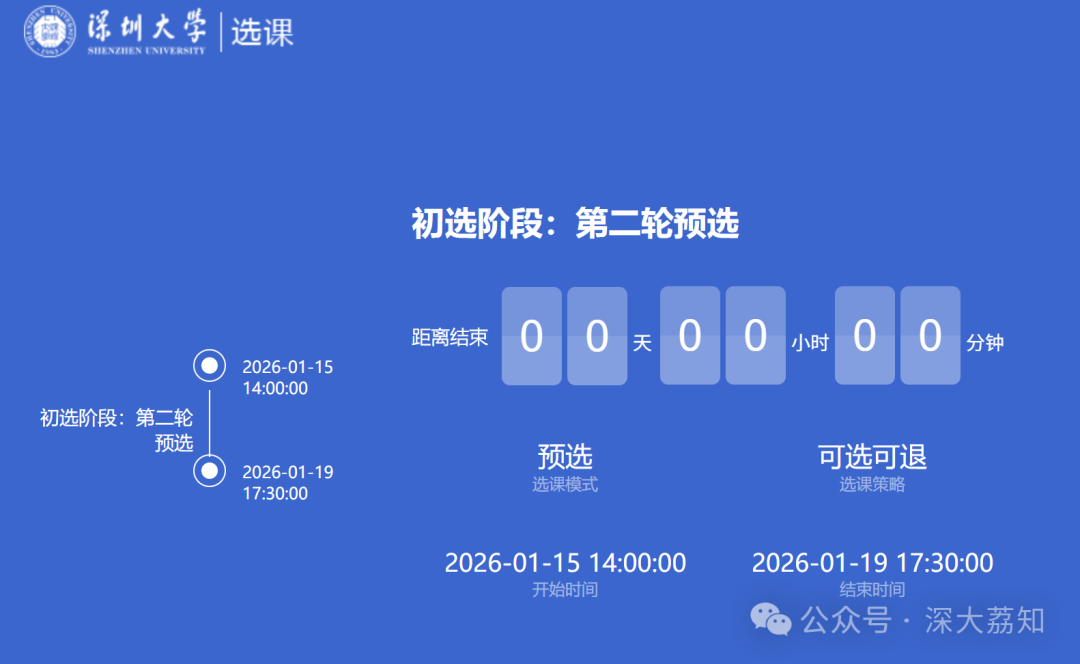 深圳大学
SHENZHEN UNIVERSITY
选课
初选阶段：第二轮预选
距离结束 00天00小时00分钟
2026-01-15
14:00:00
初选阶段：第二轮
预选
2026-01-19
17:30:00
预选
选课模式
可选可退
选课策略
2026-01-15 14:00:00
开始时间
2026-01-19 17:30:00
结束时间
公众号 · 深大荔知